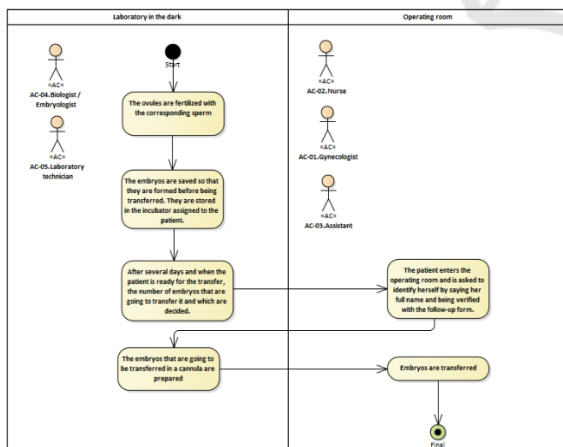 Laboratory in the dark
Operating room
«AC»
AC-04.Biologist /
Embryologist
«AC»
AC-05.Laboratory
technician
Start
The ovules are fertilized with
the corresponding sperm
The embryos are saved so that
they are formed before being
transferred. They are stored
in the incubator assigned to the
patient.
After several days and when the
patient is ready for the transfer,
the number of embryos that are
going to transfer it and which are
decided.
The embryos that are going to
be transferred in a cannula are
prepared
«AC»
AC-02.Nurse
«AC»
AC-01.Gynecologist
«AC»
AC-03.Assistant
The patient enters the
operating room and is asked to
identify herself by saying her
full name and being verified
with the follow-up form.
Embryos are transferred
Final